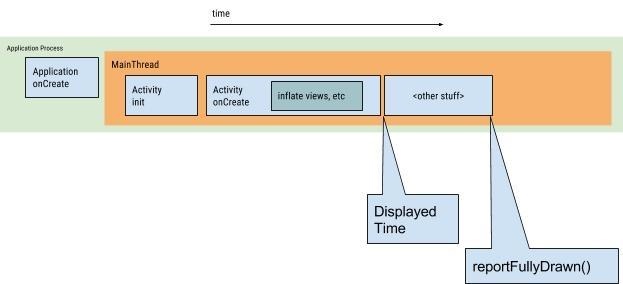 time
Application Process
MainThread
Application
onCreate
Activity
init
Activity
onCreate
inflate views, etc
<other stuff>
Displayed
Time
reportFullyDrawn()